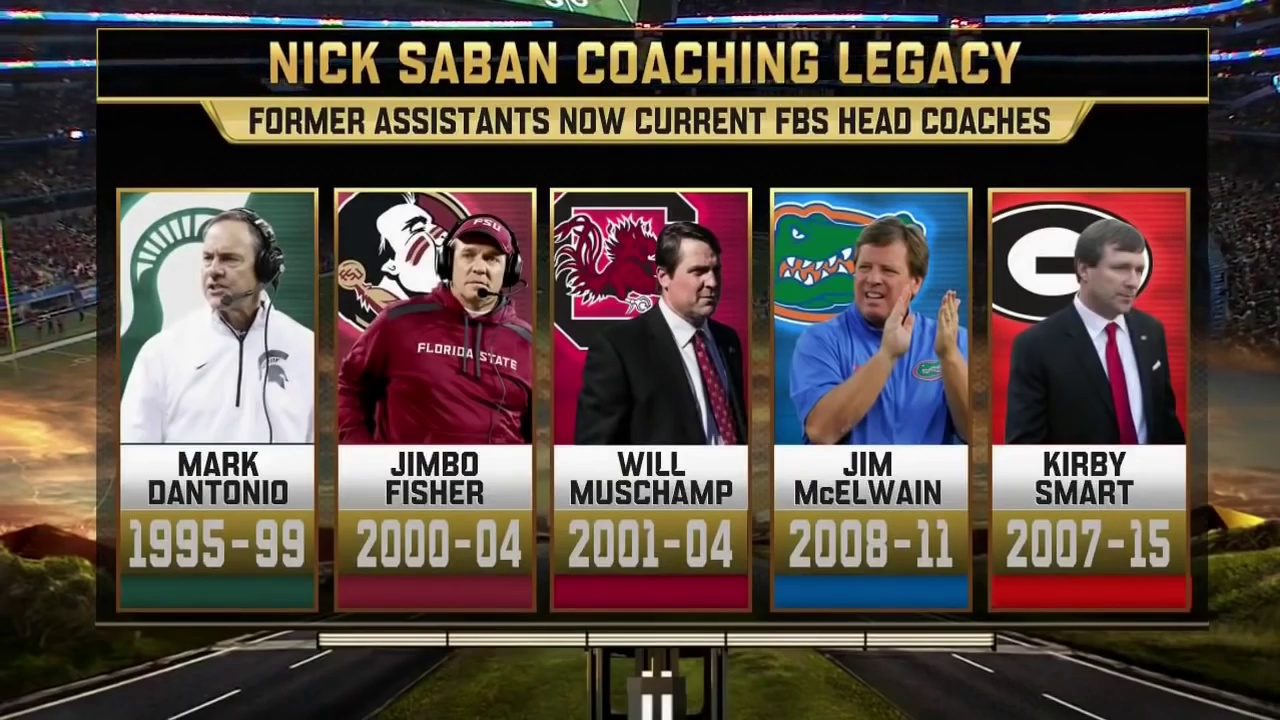 NICK SABAN COACHING LEGACY
FORMER ASSISTANTS NOW CURRENT FBS HEAD COACHES
FSU
FLORIDA STATE
MARK
DANTONIO
1995-99
JIMBO
FISHER
2000-04
WILL
MUSCHAMP
2001-04
JIM
McELWAIN
2008-11
KIRBY
SMART
2007-15